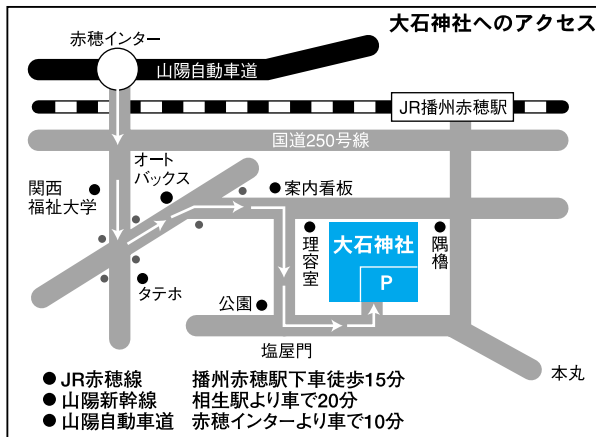 大石神社へのアクセス
赤穂インター
山陽自動車道
JR播州赤穂駅
国道250号線
オート
バックス
関西
福祉大学
案内看板
理容室
大石神社
P
隅櫓
タテホ
公園
塩屋門
本丸
●JR赤穂線 播州赤穂駅下車徒歩15分
●山陽新幹線 相生駅より車で20分
●山陽自動車道 赤穂インターより車で10分